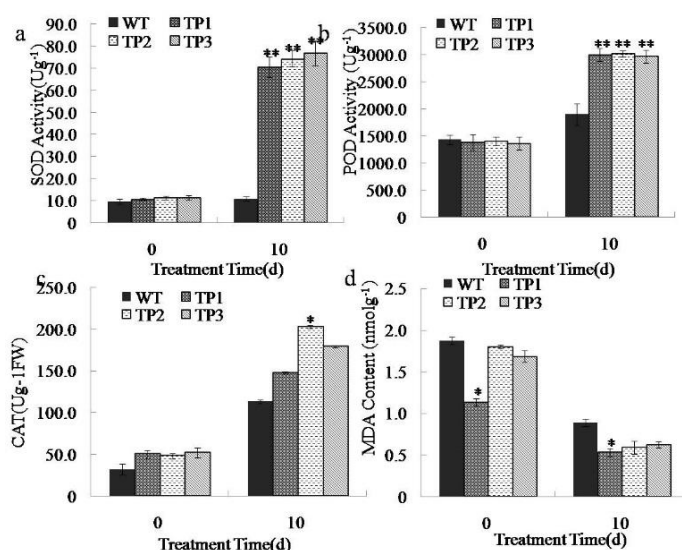 a
90.0
80.0
70.0
60.0
50.0
40.0
30.0
20.0
10.0
0
SOD Activity (Ug-1)
WT TP1
TP2 TP3
** ** **
0 10
Treatment Time(d)
b
3500.0
3000.0
2500.0
2000.0
1500.0
1000.0
500.0
0
POD Activity (Ug-1)
WT TP1
TP2 TP3
** ** **
0 10
Treatment Time(d)
c
250.0
200.0
150.0
100.0
50.0
0.0
CAT(Ug-1FW)
WT TP1
TP2 TP3
*
0 10
Treatment Time(d)
d
2.5
2.0
1.5
1.0
0.5
0
MDA Content (nmolg-1)
WT TP1
TP2 TP3
*
*
0 10
Treatment Time(d)